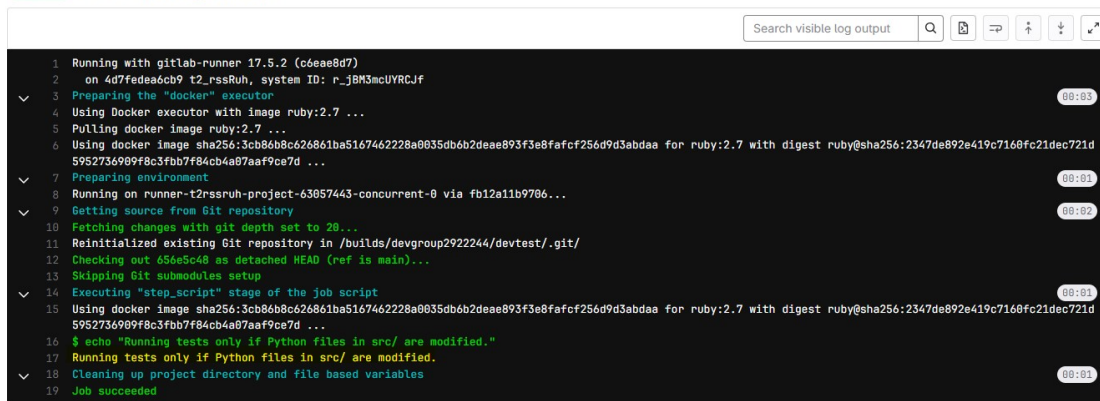 Search visible log output
1 Running with gitlab-runner 17.5.2 (c6eae8d7)
2 on 4d7fedea6cb9 t2_rssRuh, system ID: r_jBM3mcUYRCJf
3 Preparing the "docker" executor 00:03
4 Using Docker executor with image ruby:2.7 ...
5 Pulling docker image ruby:2.7 ...
6 Using docker image sha256:3cb86b8c626861ba5167462228a0035db6b2deae893f3e8fafcf256d9d3abdaa for ruby:2.7 with digest ruby@sha256:2347de892e419c7160fc21dec721d
5952736909f8c3fbb7f84cb4a07aaf9ce7d ...
7 Preparing environment 00:01
8 Running on runner-t2rssruh-project-63057443-concurrent-0 via fb12a11b9706...
9 Getting source from Git repository 00:02
10 Fetching changes with git depth set to 20...
11 Reinitialized existing Git repository in /builds/devgroup2922244/devtest/.git/
12 Checking out 656e5c48 as detached HEAD (ref is main)...
13 Skipping Git submodules setup
14 Executing "step_script" stage of the job script 00:01
15 Using docker image sha256:3cb86b8c626861ba5167462228a0035db6b2deae893f3e8fafcf256d9d3abdaa for ruby:2.7 with digest ruby@sha256:2347de892e419c7160fc21dec721d
5952736909f8c3fbb7f84cb4a07aaf9ce7d ...
16 $ echo "Running tests only if Python files in src/ are modified."
17 Running tests only if Python files in src/ are modified.
18 Cleaning up project directory and file based variables 00:01
19 Job succeeded